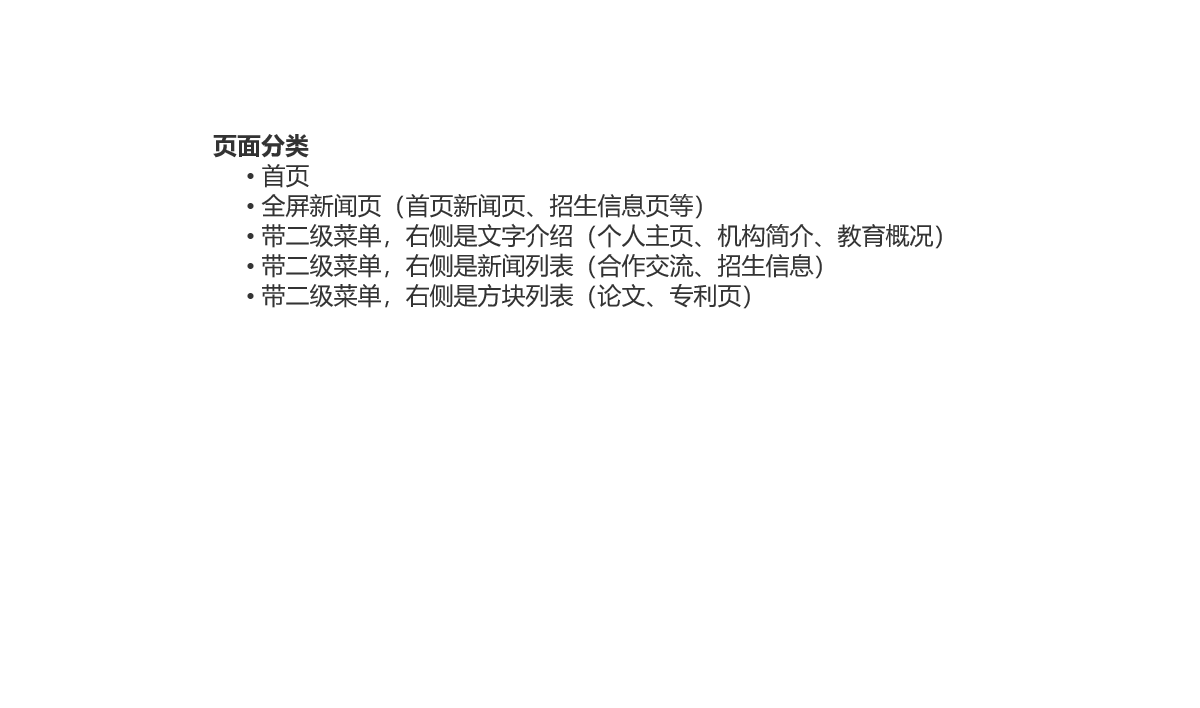 页面分类
• 首页
• 全屏新闻页（首页新闻页、招生信息页等）
• 带二级菜单，右侧是文字介绍（个人主页、机构简介、教育概况）
• 带二级菜单，右侧是新闻列表（合作交流、招生信息）
• 带二级菜单，右侧是方块列表（论文、专利页）